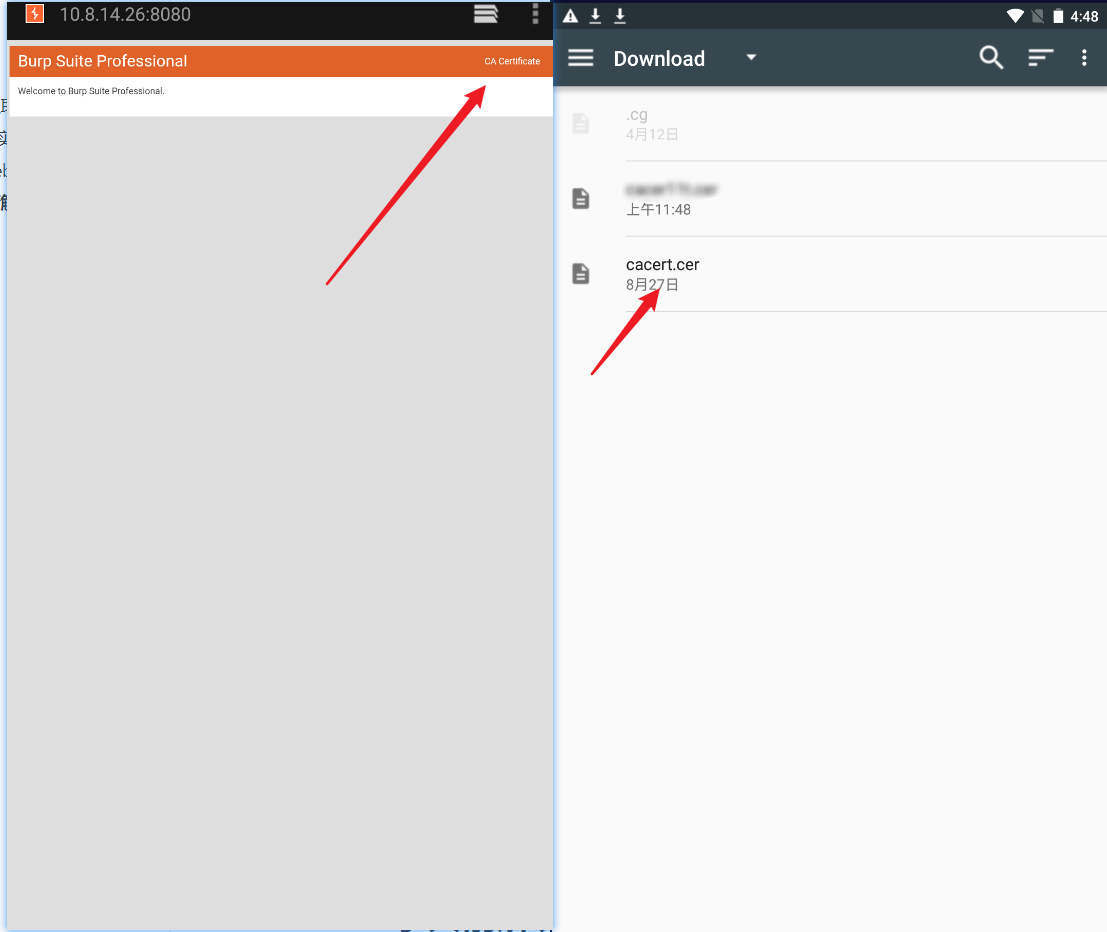 10.8.14.26:8080
Burp Suite Professional
CA Certificate
Welcome to Burp Suite Professional.
4:48
Download
.cg
4月12日
上午11:48
cacert.cer
8月27日